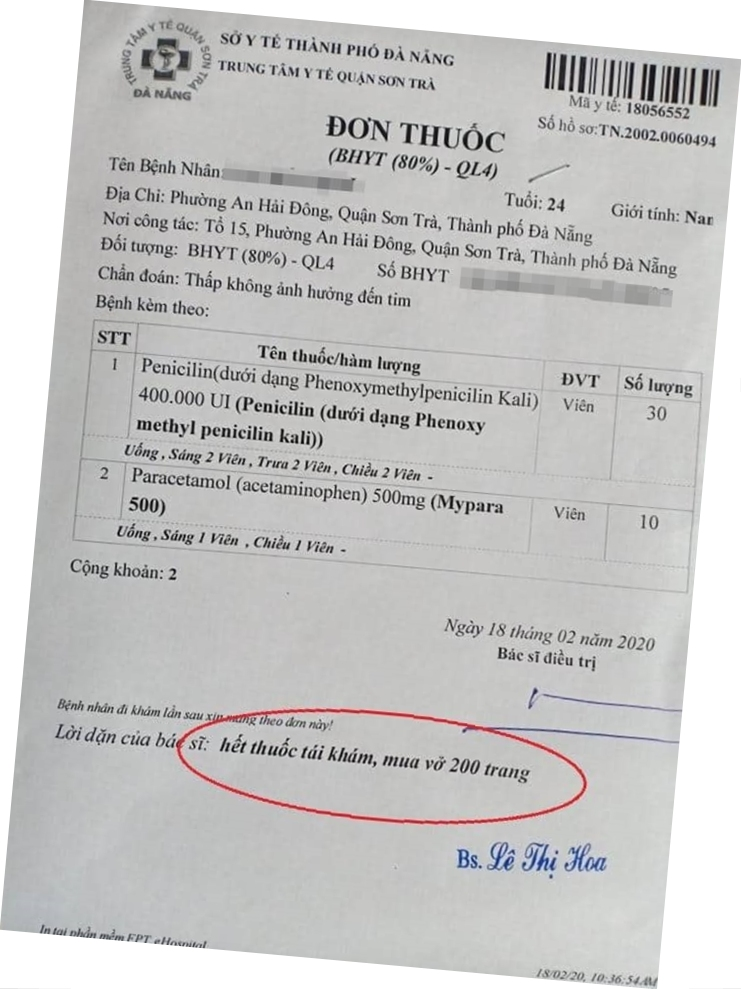 TRUNG TÂM Y TẾ QUẬN SƠN TRÀ
ĐÀ NẴNG
SỞ Y TẾ THÀNH PHỐ ĐÀ NẴNG
TRUNG TÂM Y TẾ QUẬN SƠN TRÀ
Mã y tế: 18056552
Số hồ sơ:TN.2002.0060494
ĐƠN THUỐC
(BHYT (80%) - QL4)
Tên Bệnh Nhân:
Tuổi: 24
Giới tính: Nam
Địa Chỉ: Phường An Hải Đông, Quận Sơn Trà, Thành phố Đà Nẵng
Nơi công tác: Tổ 15, Phường An Hải Đông, Quận Sơn Trà, Thành phố Đà Nẵng
Đối tượng: BHYT (80%) - QL4 Số BHYT
Chẩn đoán: Thấp không ảnh hưởng đến tim
Bệnh kèm theo:
STT Tên thuốc/hàm lượng ĐVT Số lượng
1 Penicilin(dưới dạng Phenoxymethylpenicilin Kali) Viên 30
400.000 UI (Penicilin (dưới dạng Phenoxy
methyl penicilin kali))
Uống , Sáng 2 Viên , Trưa 2 Viên , Chiều 2 Viên -
2 Paracetamol (acetaminophen) 500mg (Mypara Viên 10
500)
Uống , Sáng 1 Viên , Chiều 1 Viên -
Cộng khoản: 2
Ngày 18 tháng 02 năm 2020
Bác sĩ điều trị
Bệnh nhân đi khám lần sau xin mang theo đơn này!
Lời dặn của bác sĩ: hết thuốc tái khám, mua vở 200 trang
Bs. Lê Thị Hoa
In tại phần mềm FPT. eHospital
18/02/20, 10:36:54AM